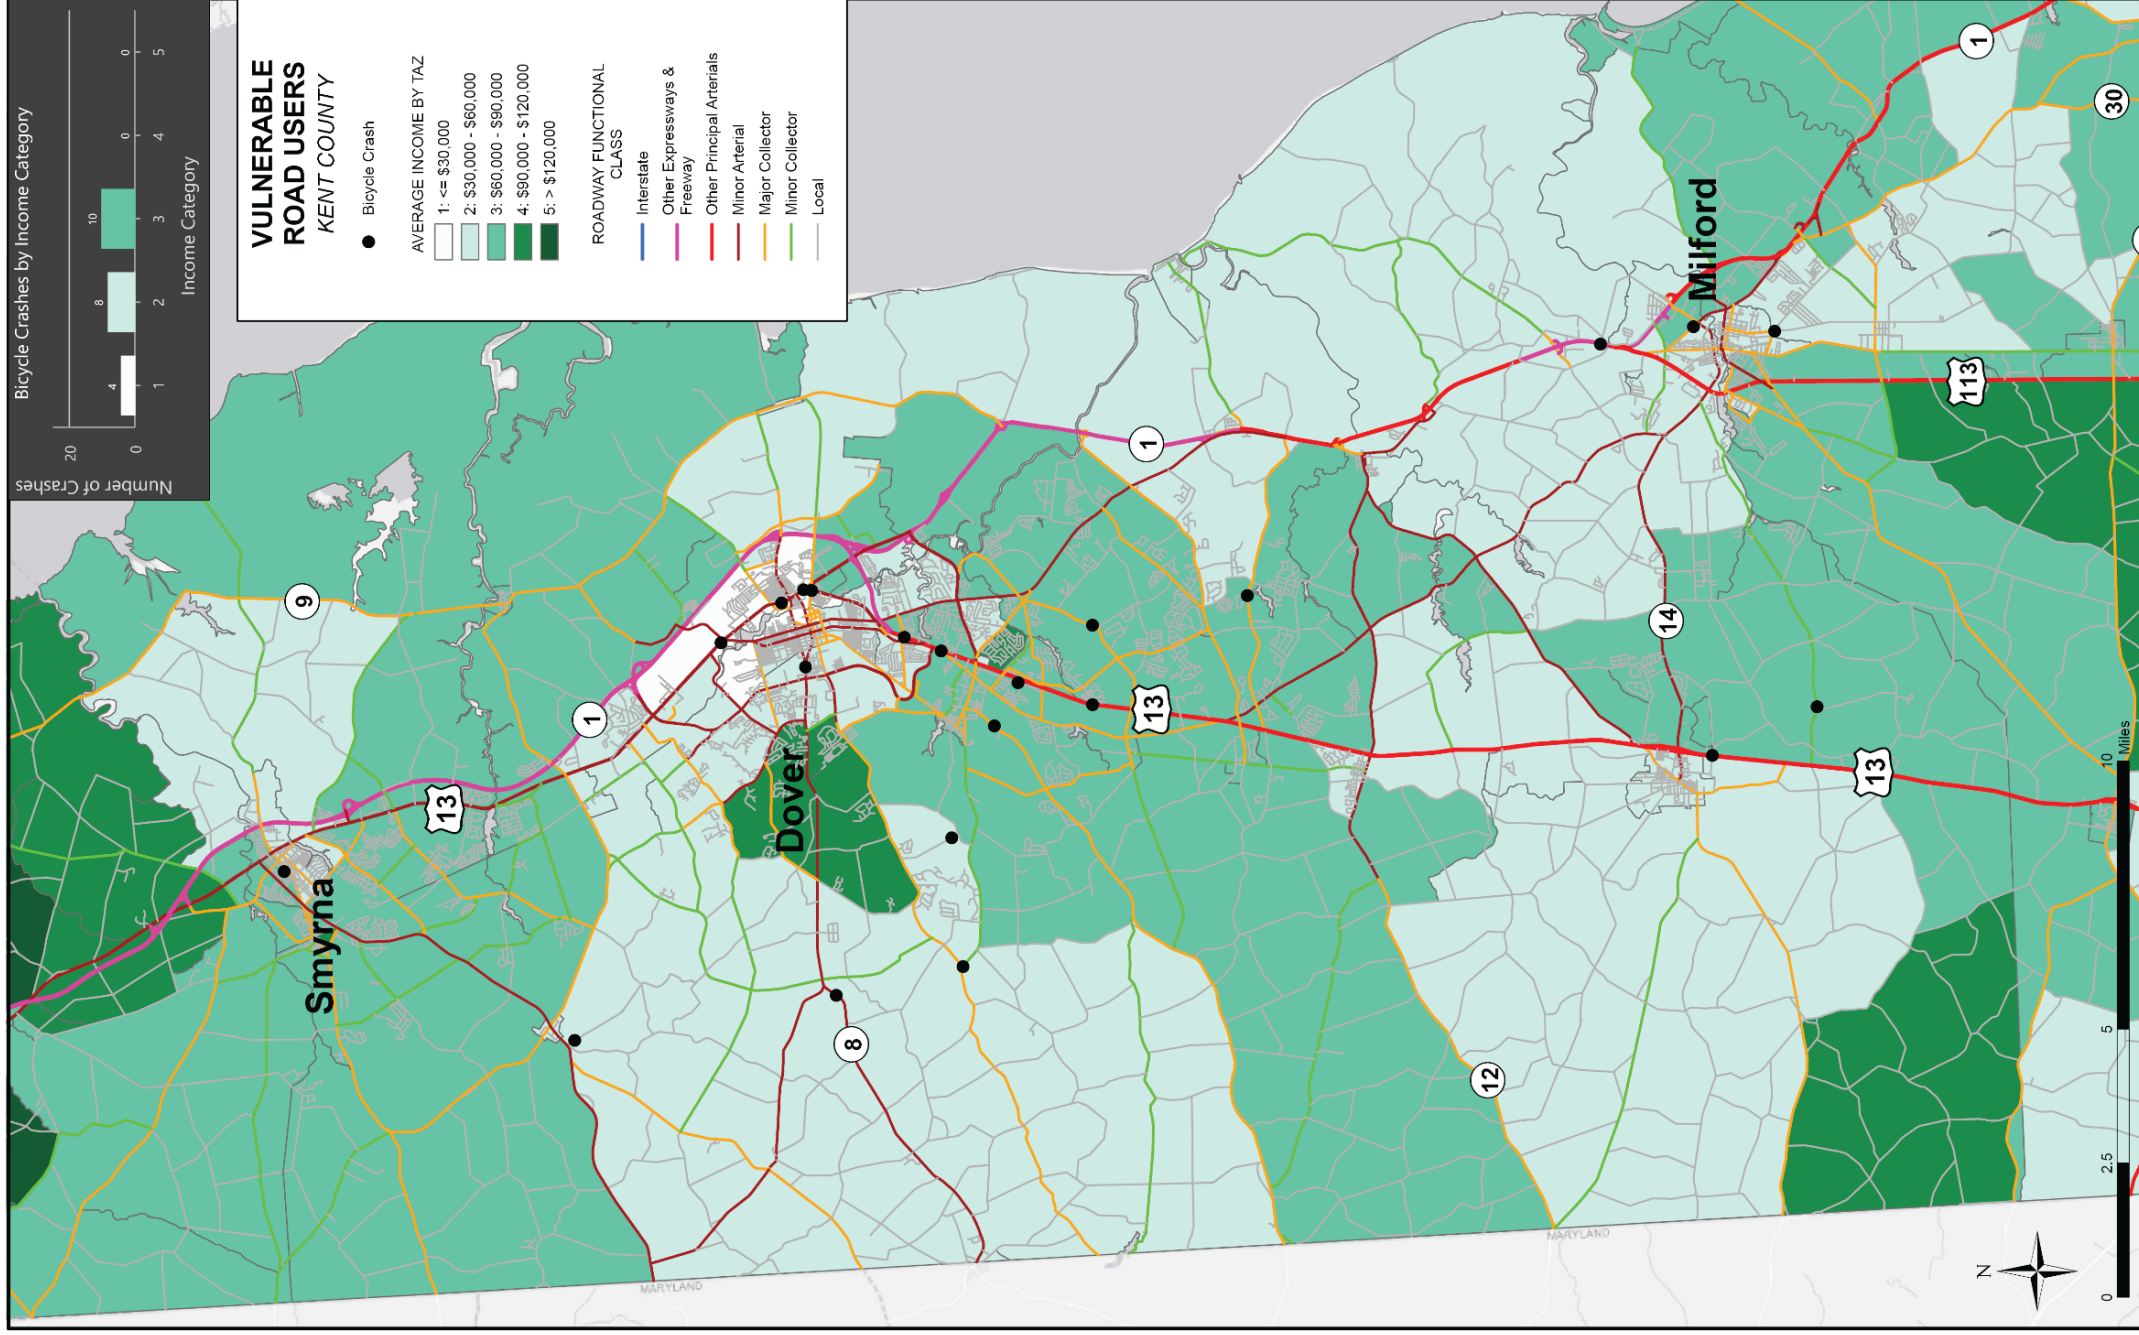 Bicycle Crashes by Income Category
Number of Crashes
20
0
4
8
10
0
0
1
2
3
4
5
Income Category
VULNERABLE
ROAD USERS
KENT COUNTY
Bicycle Crash
AVERAGE INCOME BY TAZ
1: <= $30,000
2: $30,000 - $60,000
3: $60,000 - $90,000
4: $90,000 - $120,000
5: > $120,000
ROADWAY FUNCTIONAL
CLASS
Interstate
Other Expressways &
Freeway
Other Principal Arterials
Minor Arterial
Major Collector
Minor Collector
Local
9
Smyrna
13
1
Dover
8
1
13
12
14
Milford
113
13
1
30
MARYLAND
MARYLAND
N
0
2.5
5
10
Miles